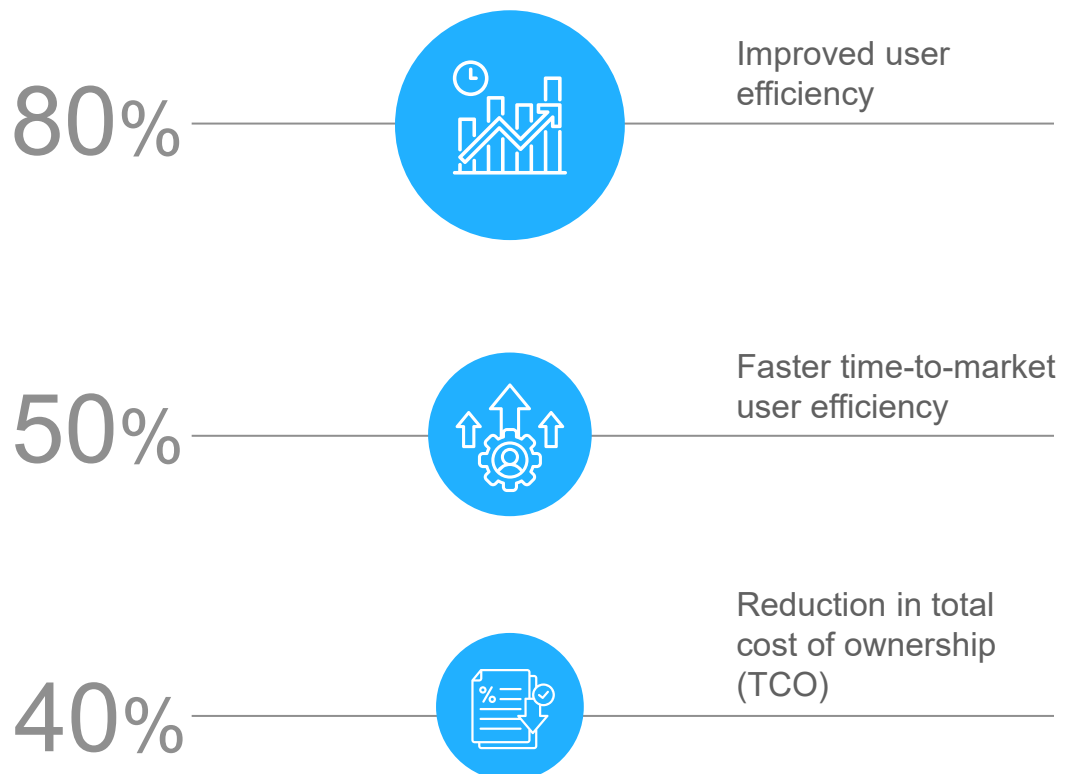 80%
Improved user
efficiency
50%
Faster time-to-market
user efficiency
%
40%
Reduction in total
cost of ownership
(TCO)